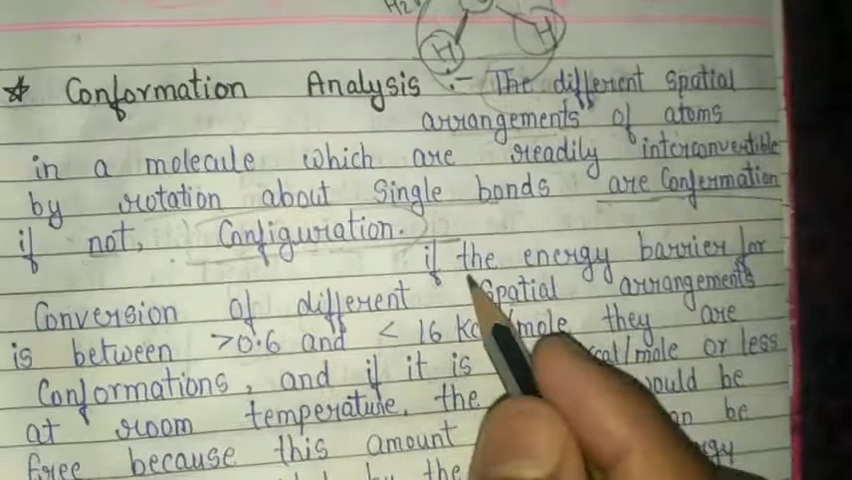 H2
H H
* Conformation Analysis :- The different spatial
arrangements of atoms
in a molecule which are readily interconvertible
by rotation about single bonds are Confermation
if not, Configuration.
if the energy barrier for
Conversion of different spatial arrangements
is between >0.6 and < 16 /mole they are
Conformations, and if it is cal/mole or less
at room temperature, the would be
free because this amount be
the